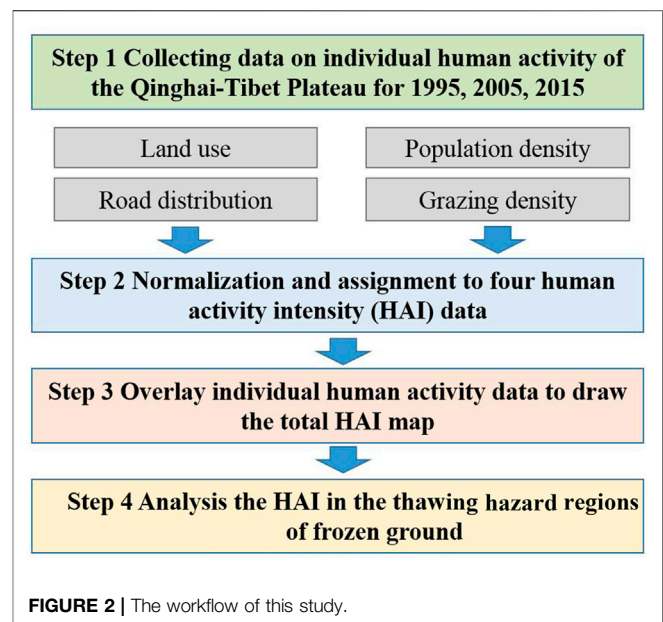 Step 1 Collecting data on individual human activity of
the Qinghai-Tibet Plateau for 1995, 2005, 2015
Land use
Population density
Road distribution
Grazing density
Step 2 Normalization and assignment to four human
activity intensity (HAI) data
Step 3 Overlay individual human activity data to draw
the total HAI map
Step 4 Analysis the HAI in the thawing hazard regions
of frozen ground
FIGURE 2 | The workflow of this study.